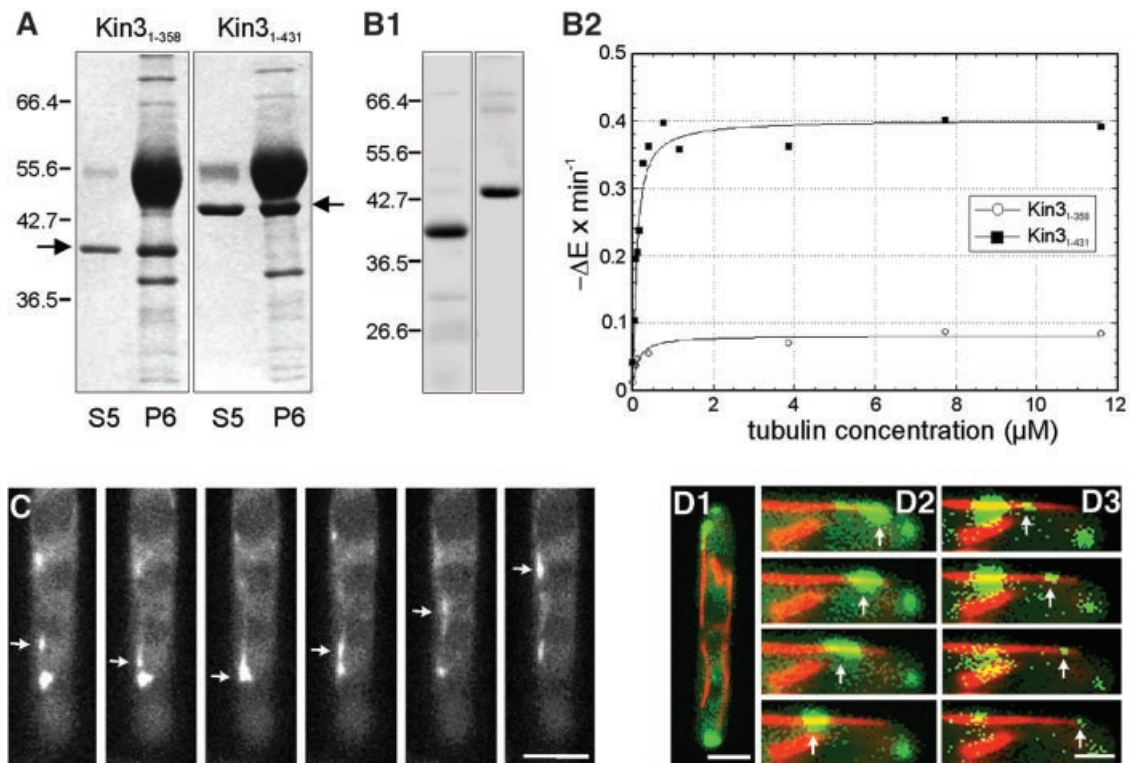 A
Kin3₁₋₃₅₈ Kin3₁₋₄₃₁
66.4
55.6
42.7
36.5
S5 P6 S5 P6
B1
66.4
55.6
42.7
36.5
26.6
B2
0.5
0.4
0.3
0.2
0.1
0
−ΔE x min⁻¹
Kin3₁₋₃₅₈
Kin3₁₋₄₃₁
0 2 4 6 8 10 12
tubulin concentration (µM)
C
D1
D2
D3